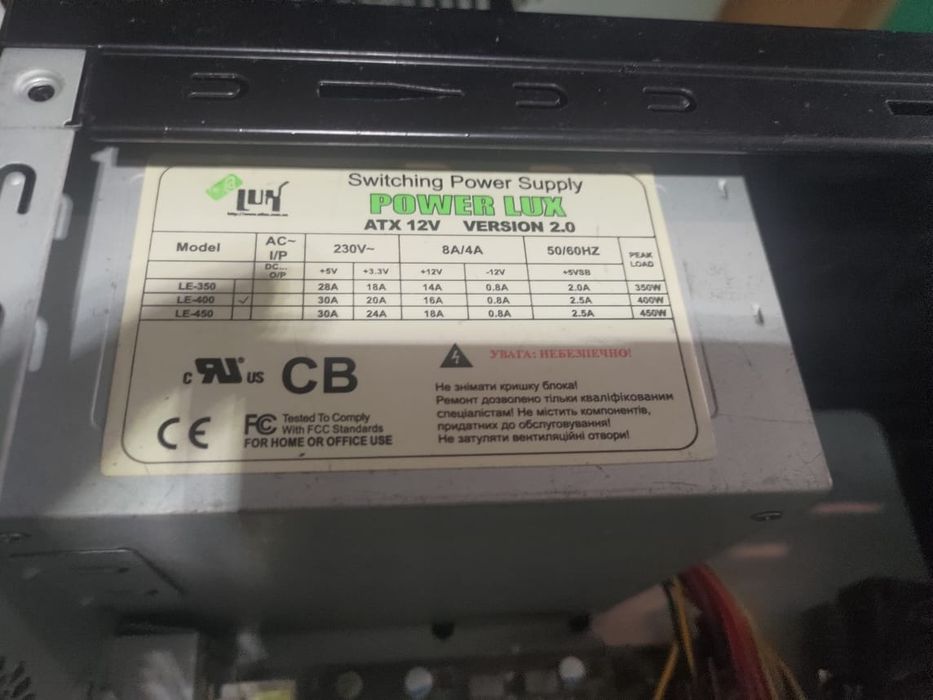 LUX
Switching Power Supply
POWER LUX
ATX 12V VERSION 2.0
Model AC~ I/P 230V~ 8A/4A 50/60HZ PEAK LOAD
DC... O/P +5V +3.3V +12V -12V +5VSB
LE-350 28A 18A 14A 0.8A 2.0A 350W
LE-400 ✓ 30A 20A 16A 0.8A 2.5A 400W
LE-450 30A 24A 18A 0.8A 2.5A 450W
c RU us CB
УВАГА: НЕБЕЗПЕЧНО!
Не знімати кришку блока!
Ремонт дозволено тільки кваліфікованим
спеціалістам! Не містить компонентів,
придатних до обслуговування!
Не затуляти вентиляційні отвори!
CE FC Tested To Comply
With FCC Standards
FOR HOME OR OFFICE USE